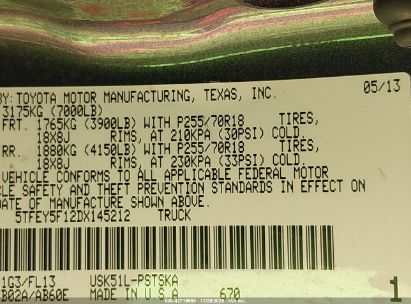 BY: TOYOTA MOTOR MANUFACTURING, TEXAS, INC. 05/13
3175KG (7000LB)
FRT. 1765KG (3900LB) WITH P255/70R18 TIRES,
18X8J RIMS, AT 210KPA (30PSI) COLD.
RR 1880KG (4150LB) WITH P255/70R18 TIRES,
18X8J RIMS, AT 230KPA (33PSI) COLD.
VEHICLE CONFORMS TO ALL APPLICABLE FEDERAL MOTOR
CLE SAFETY AND THEFT PREVENTION STANDARDS IN EFFECT ON
DATE OF MANUFACTURE SHOWN ABOVE.
5TFEY5F12DX145212 TRUCK
1G3/FL13 USK51L-PSTSKA
B02A/AB60E MADE IN U.S.A 670 1